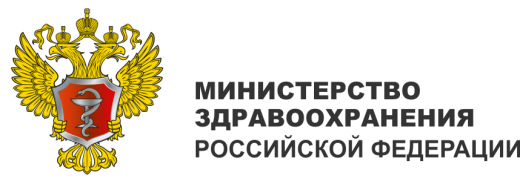 МИНИСТЕРСТВО
ЗДРАВООХРАНЕНИЯ
РОССИЙСКОЙ ФЕДЕРАЦИИ